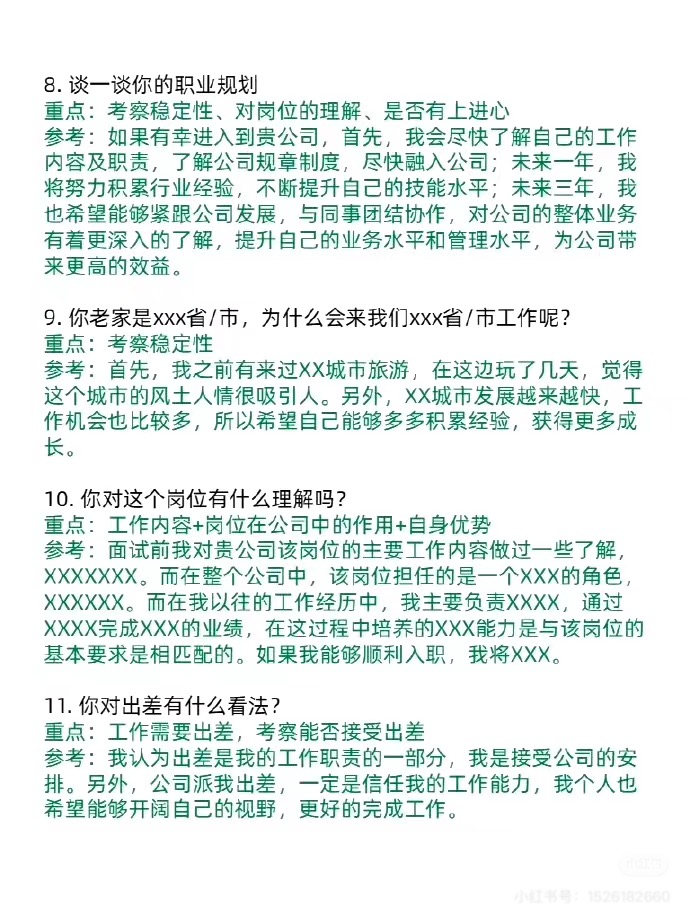 8. 谈一谈你的职业规划
重点：考察稳定性、对岗位的理解、是否有上进心
参考：如果有幸进入到贵公司，首先，我会尽快了解自己的工作
内容及职责，了解公司规章制度，尽快融入公司；未来一年，我
将努力积累行业经验，不断提升自己的技能水平；未来三年，我
也希望能够紧跟公司发展，与同事团结协作，对公司的整体业务
有着更深入的了解，提升自己的业务水平和管理水平，为公司带
来更高的效益。
9. 你老家是xxx省/市，为什么会来我们xxx省/市工作呢？
重点：考察稳定性
参考：首先，我之前有来过XX城市旅游，在这边玩了几天，觉得
这个城市的风土人情很吸引人。另外，XX城市发展越来越快，工
作机会也比较多，所以希望自己能够多多积累经验，获得更多成
长。
10. 你对这个岗位有什么理解吗？
重点：工作内容+岗位在公司中的作用+自身优势
参考：面试前我对贵公司该岗位的主要工作内容做过一些了解，
XXXXXXX。而在整个公司中，该岗位担任的是一个XXX的角色，
XXXXXX。而在我以往的工作经历中，我主要负责XXXX，通过
XXXX完成XXX的业绩，在这过程中培养的XXX能力是与该岗位的
基本要求是相匹配的。如果我能够顺利入职，我将XXX。
11. 你对出差有什么看法？
重点：工作需要出差，考察能否接受出差
参考：我认为出差是我的工作职责的一部分，我是接受公司的安
排。另外，公司派我出差，一定是信任我的工作能力，我个人也
希望能够开阔自己的视野，更好的完成工作。
小红书号：1526182660